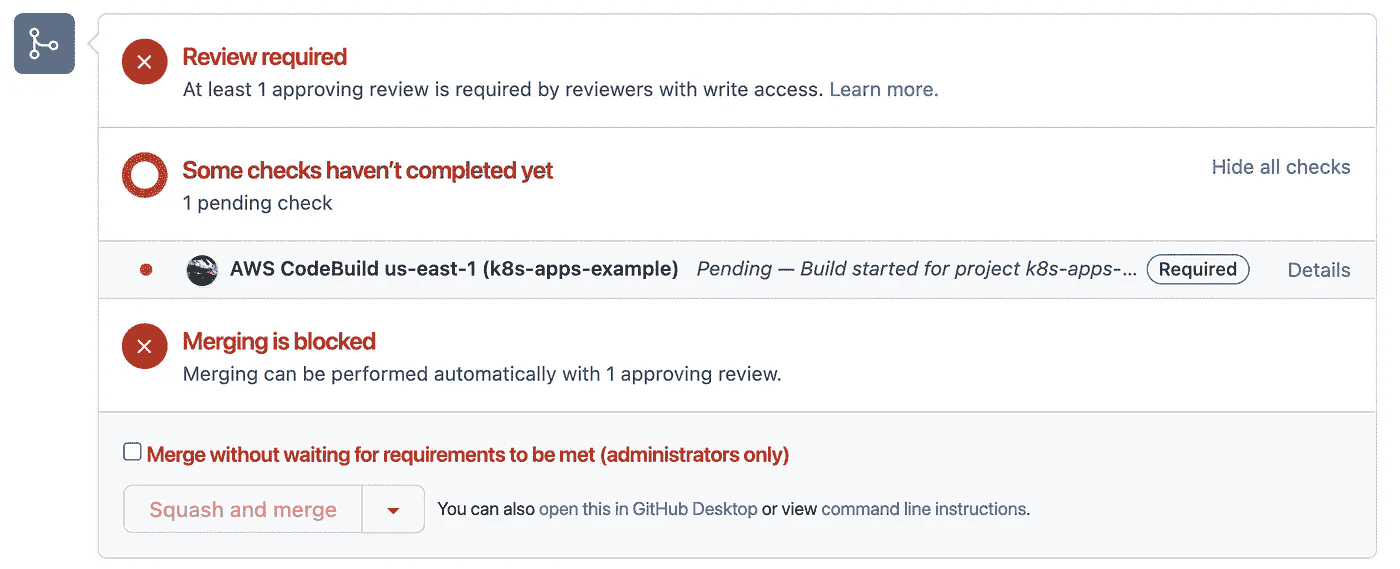 Review required
At least 1 approving review is required by reviewers with write access. Learn more.
Some checks haven’t completed yet
Hide all checks
1 pending check
AWS CodeBuild us-east-1 (k8s-apps-example) Pending — Build started for project k8s-apps-... Required Details
Merging is blocked
Merging can be performed automatically with 1 approving review.
Merge without waiting for requirements to be met (administrators only)
Squash and merge
You can also open this in GitHub Desktop or view command line instructions.